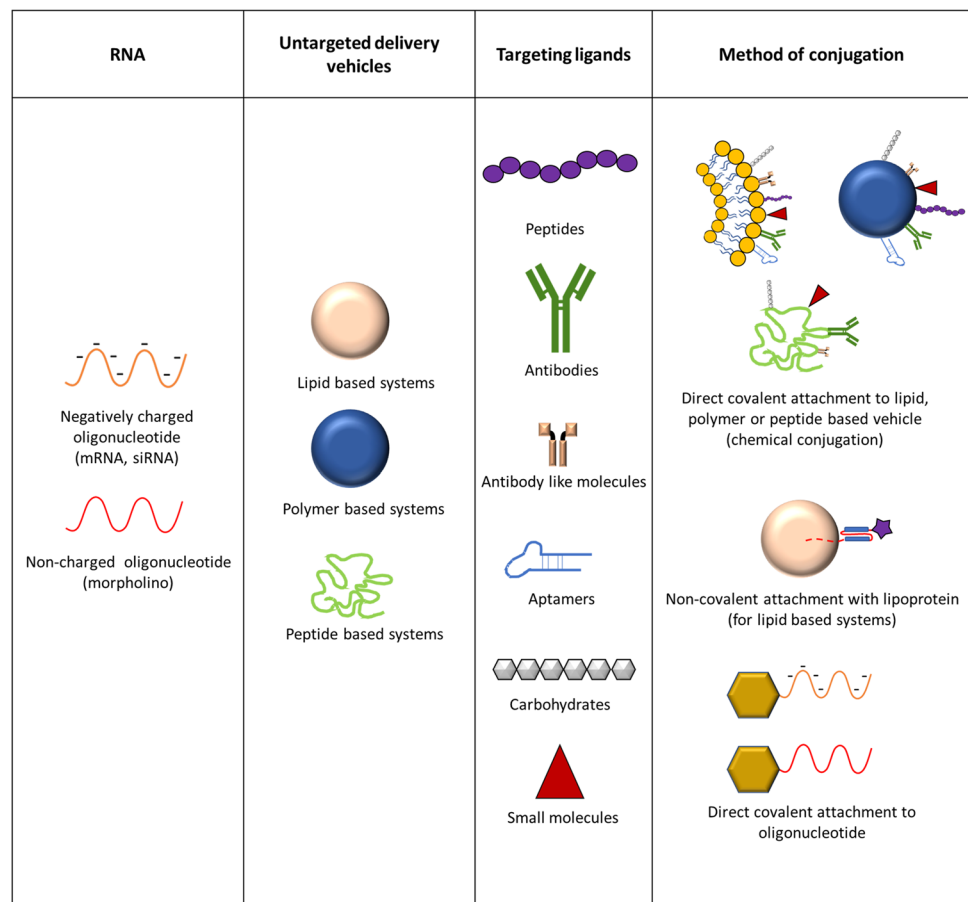 RNA
Untargeted delivery
vehicles
Targeting ligands
Method of conjugation
Negatively charged
oligonucleotide
(mRNA, siRNA)
Non-charged oligonucleotide
(morpholino)
Lipid based systems
Polymer based systems
Peptide based systems
Peptides
Antibodies
Antibody like molecules
Aptamers
Carbohydrates
Small molecules
Direct covalent attachment to lipid,
polymer or peptide based vehicle
(chemical conjugation)
Non-covalent attachment with lipoprotein
(for lipid based systems)
Direct covalent attachment to
oligonucleotide